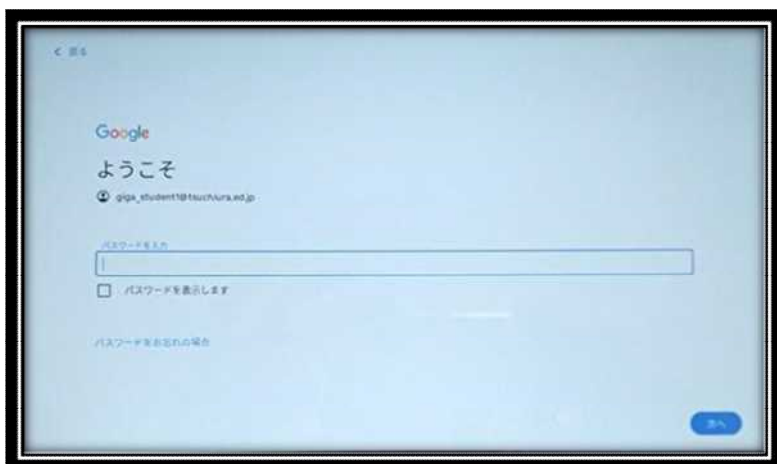 戻る
Google
ようこそ
giga_student1@tsuchiura.ed.jp
パスワードを入力
パスワードを表示します
パスワードをお忘れの場合
次へ